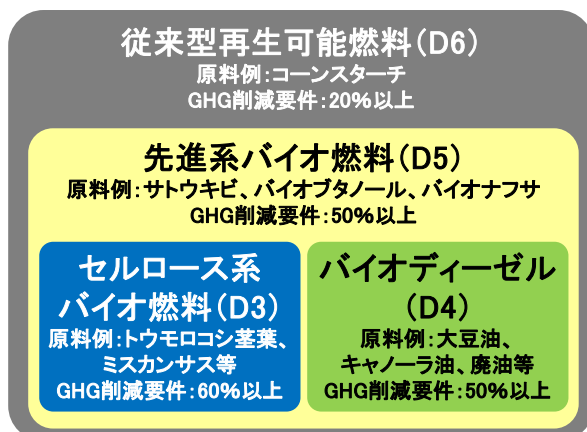 従来型再生可能燃料(D6)
原料例:コーンスターチ
GHG削減要件:20%以上
先進系バイオ燃料(D5)
原料例:サトウキビ、バイオブタノール、バイオナフサ
GHG削減要件:50%以上
セルロース系
バイオ燃料(D3)
原料例:トウモロコシ茎葉、
ミスカンサス等
GHG削減要件:60%以上
バイオディーゼル
(D4)
原料例:大豆油、
キャノーラ油、廃油等
GHG削減要件:50%以上